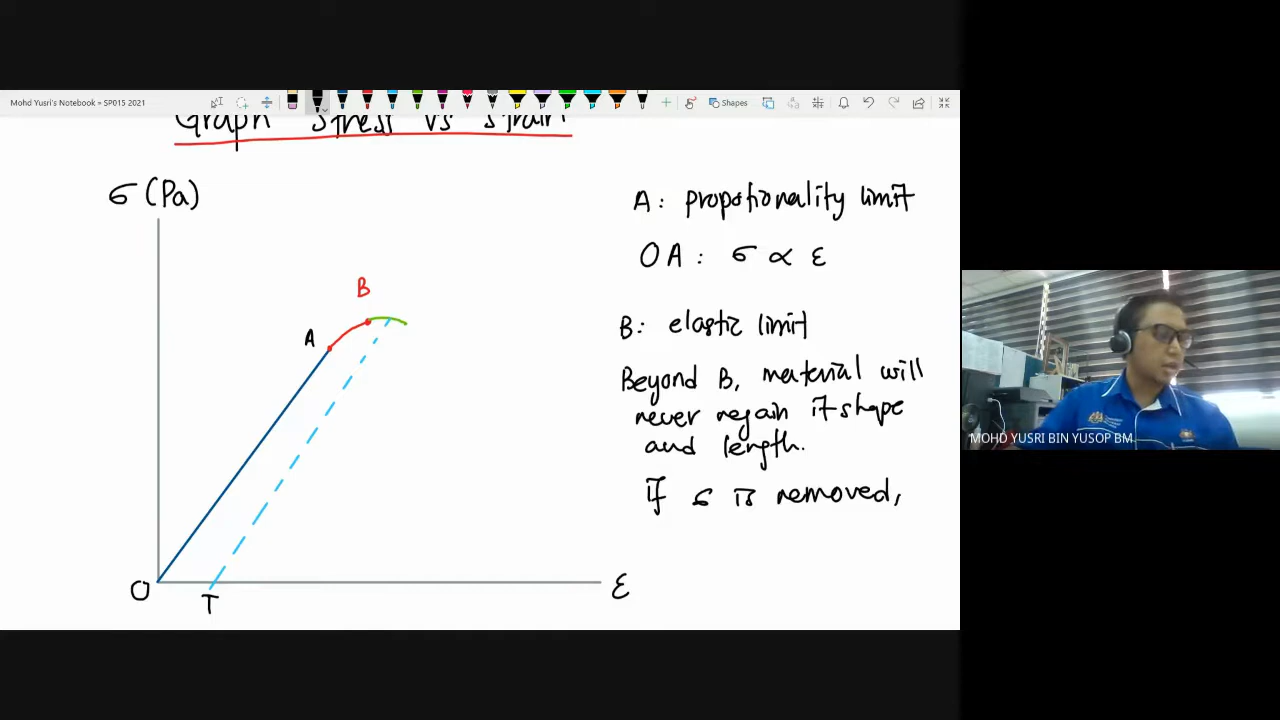 Mohd Yusri's Notebook » SP015 2021
Shapes
Graph Stress vs Strain
σ (Pa)
A: propotionality limit
OA: σ ∝ ε
B
B: elastic limit
A
Beyond B, material will
never regain it shape
and length.
MOHD YUSRI BIN YUSOP BM
If σ is removed,
O
T
ε